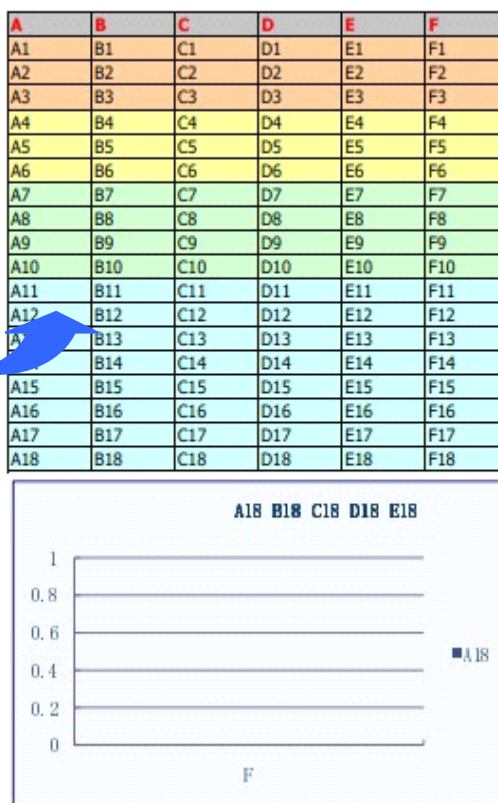 A B C D E F
A1 B1 C1 D1 E1 F1
A2 B2 C2 D2 E2 F2
A3 B3 C3 D3 E3 F3
A4 B4 C4 D4 E4 F4
A5 B5 C5 D5 E5 F5
A6 B6 C6 D6 E6 F6
A7 B7 C7 D7 E7 F7
A8 B8 C8 D8 E8 F8
A9 B9 C9 D9 E9 F9
A10 B10 C10 D10 E10 F10
A11 B11 C11 D11 E11 F11
A12 B12 C12 D12 E12 F12
B13 C13 D13 E13 F13
B14 C14 D14 E14 F14
A15 B15 C15 D15 E15 F15
A16 B16 C16 D16 E16 F16
A17 B17 C17 D17 E17 F17
A18 B18 C18 D18 E18 F18
A18 B18 C18 D18 E18
1
0.8
0.6
A18
0.4
0.2
0
F